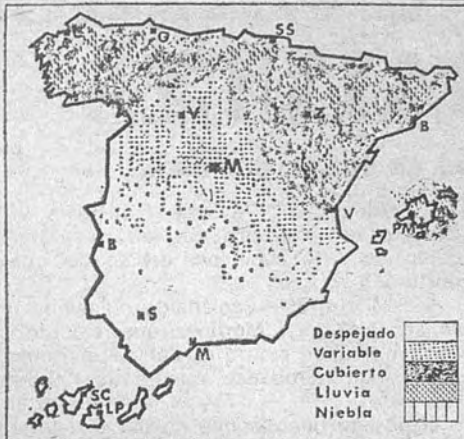 C
G
SS
V
Z
B
M
V
PM
B
S
M
SC
LP
Despejado
Variable
Cubierto
Lluvia
Niebla